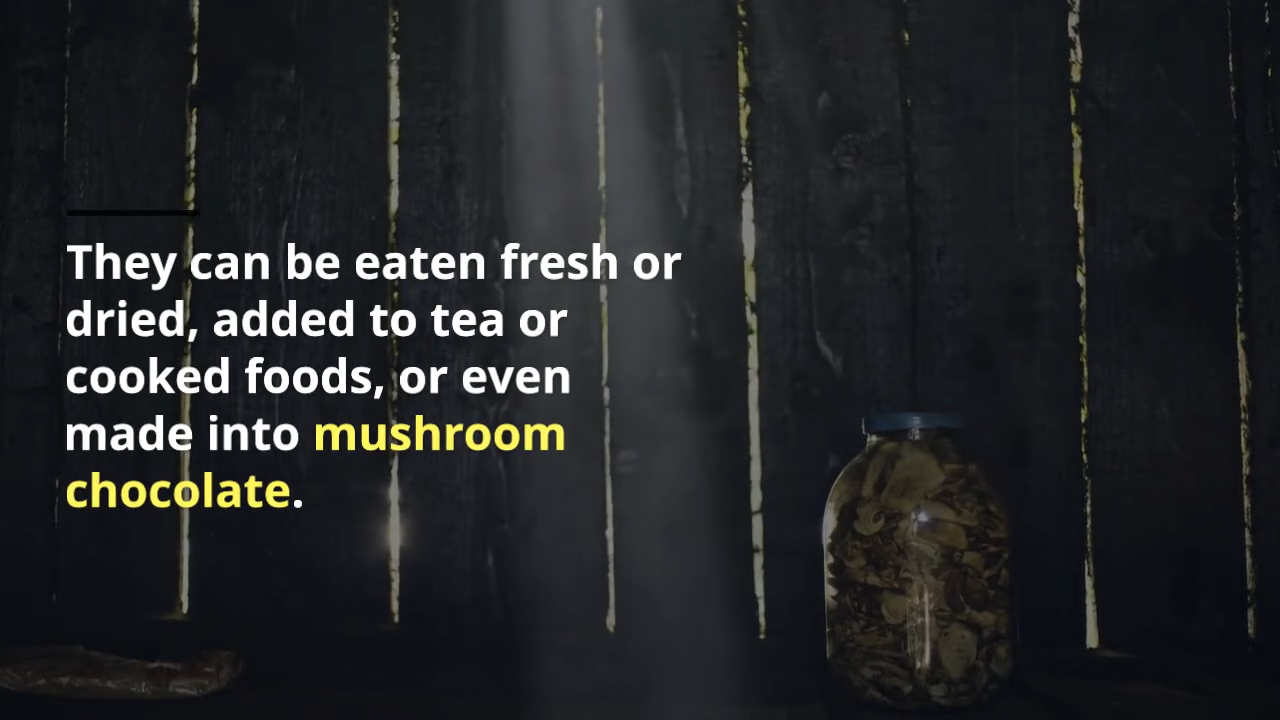 They can be eaten fresh or
dried, added to tea or
cooked foods, or even
made into mushroom
chocolate.